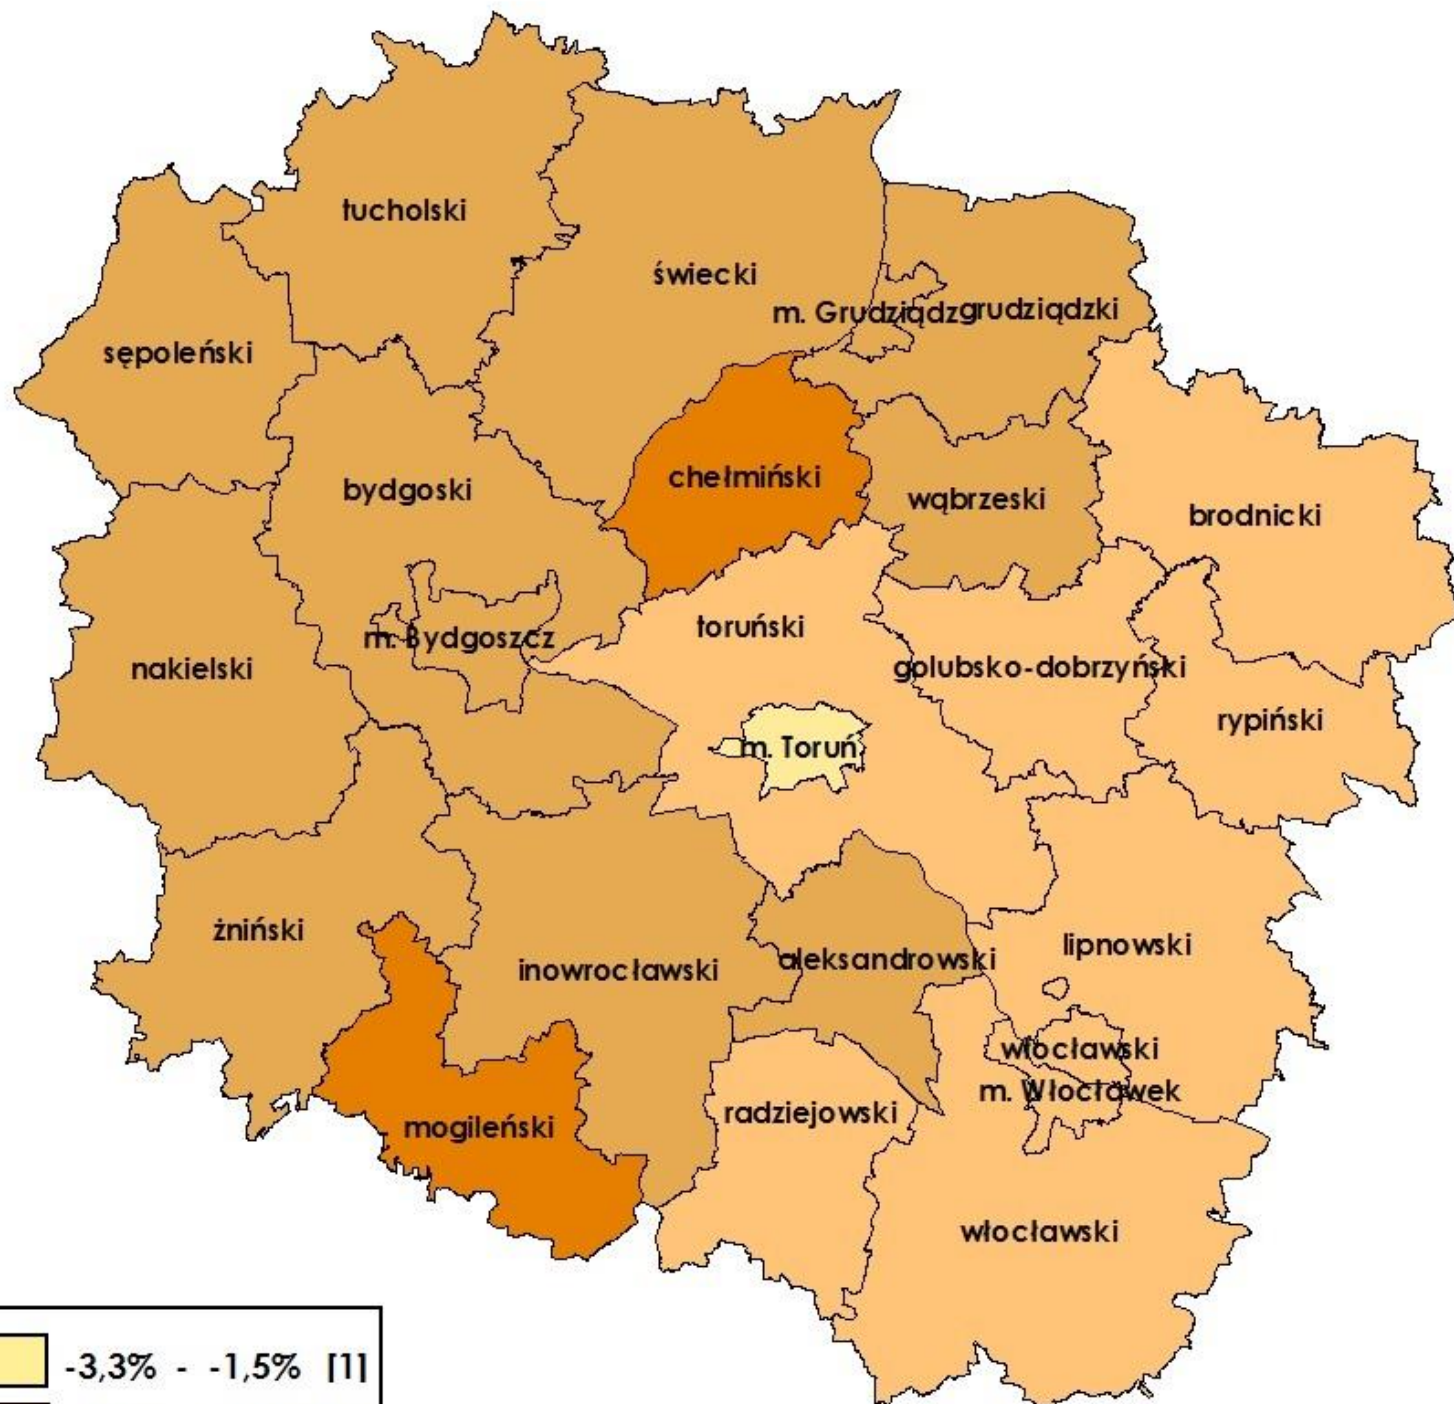 tucholski
świecki
m. Grudziądz
grudziądzki
sępoleński
chełmiński
bydgoski
wąbrzeski
brodnicki
toruński
m. Bydgoszcz
nakielski
golubsko-dobrzyński
rypiński
m. Toruń
żniński
lipnowski
aleksandrowski
inowrocławski
włocławski
m. Włocławek
radziejowski
mogileński
włocławski
-3,3% - -1,5% [1]